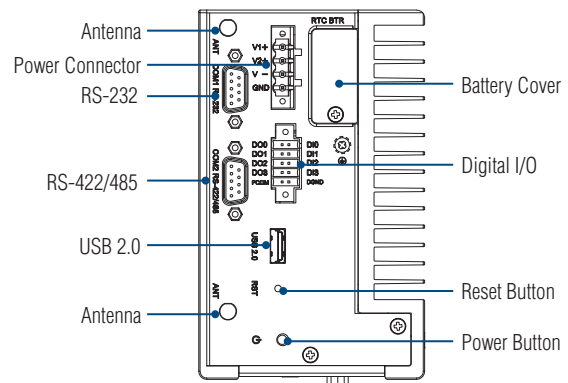 Antenna
Power Connector
RS-232
RS-422/485
USB 2.0
Antenna
ANT
COM1 RS-232
COM2 RS-422/485
USB 2.0
RST
ANT
V1+
V2+
V -
GND
RTC BTR
DO0
DO1
DO2
DO3
DI0
DI1
DI2
DI3
DGND
Battery Cover
Digital I/O
Reset Button
Power Button